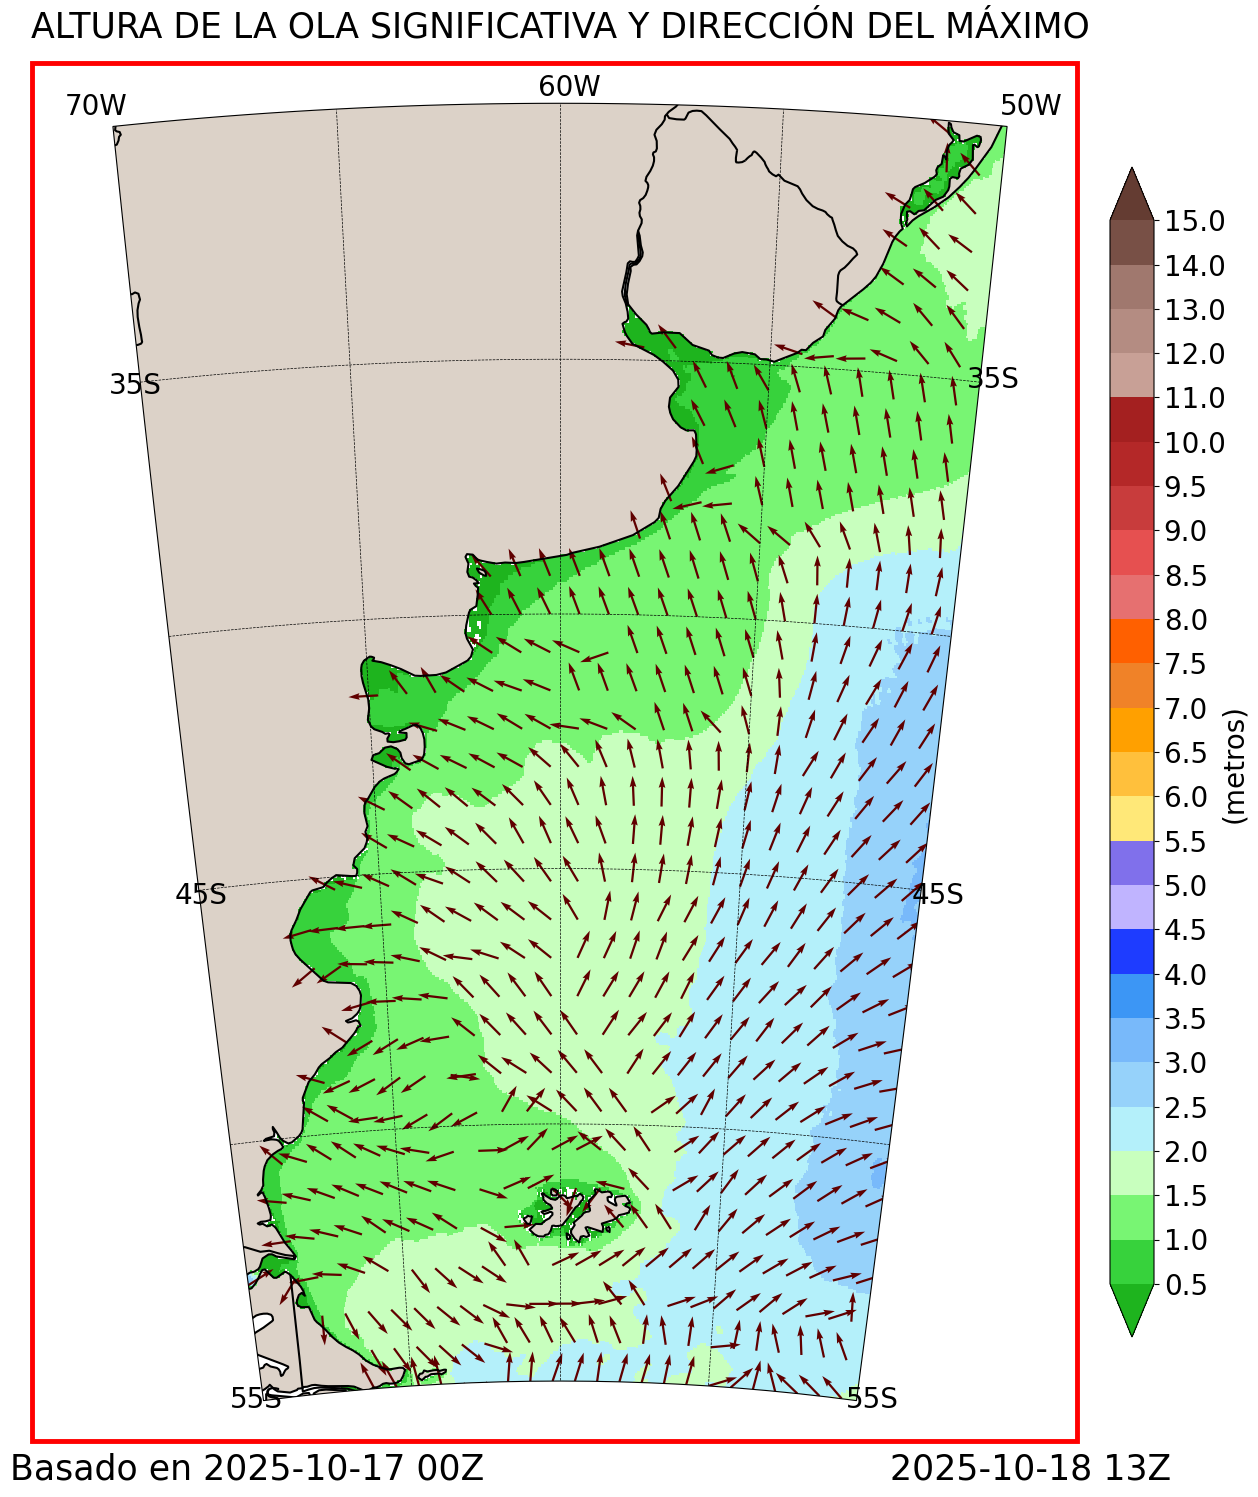 ALTURA DE LA OLA SIGNIFICATIVA Y DIRECCIÓN DEL MÁXIMO
70W
60W
50W
35S
35S
45S
45S
55S
55S
15.0
14.0
13.0
12.0
11.0
10.0
9.5
9.0
8.5
8.0
7.5
7.0
6.5
6.0
5.5
5.0
4.5
4.0
3.5
3.0
2.5
2.0
1.5
1.0
0.5
(metros)
Basado en 2025-10-17 00Z
2025-10-18 13Z